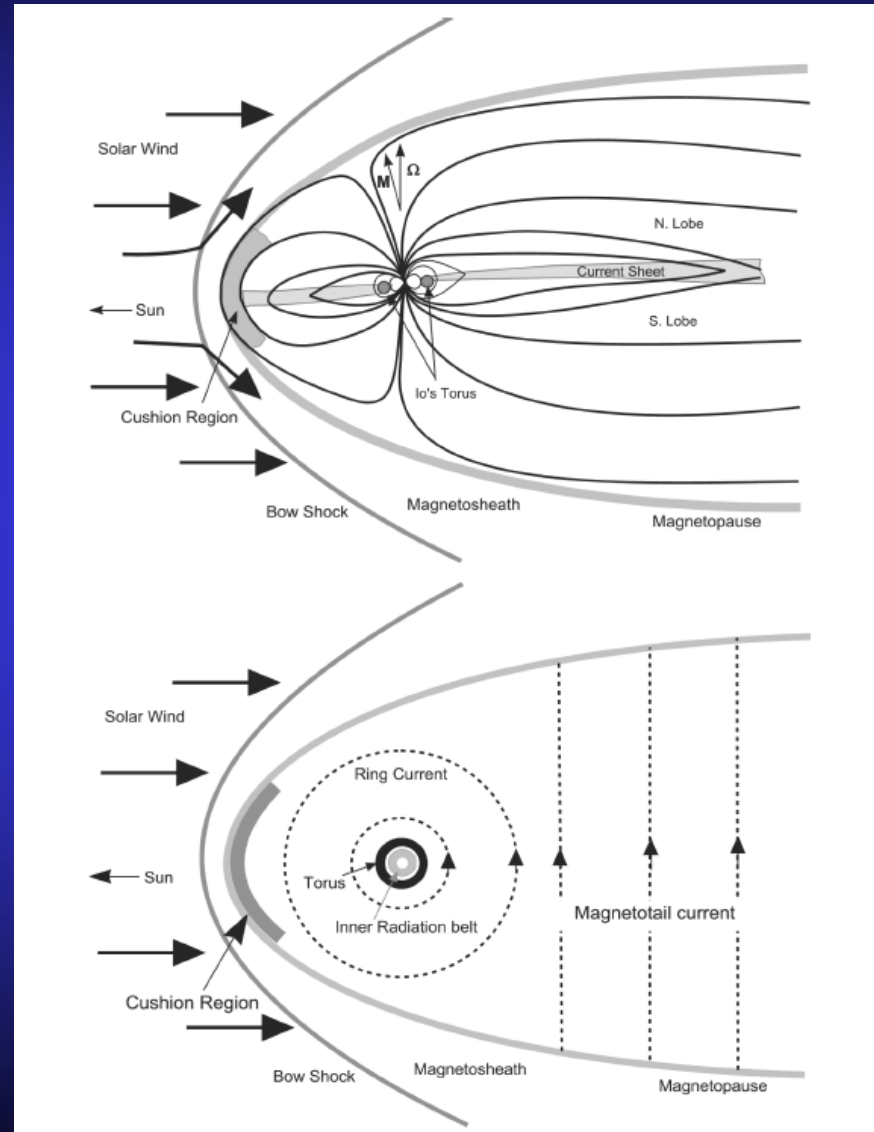 Solar Wind
M
Ω
N. Lobe
Current Sheet
Sun
S. Lobe
Io's Torus
Cushion Region
Bow Shock
Magnetosheath
Magnetopause
Solar Wind
Ring Current
Sun
Torus
Inner Radiation belt
Magnetotail current
Cushion Region
Bow Shock
Magnetosheath
Magnetopause